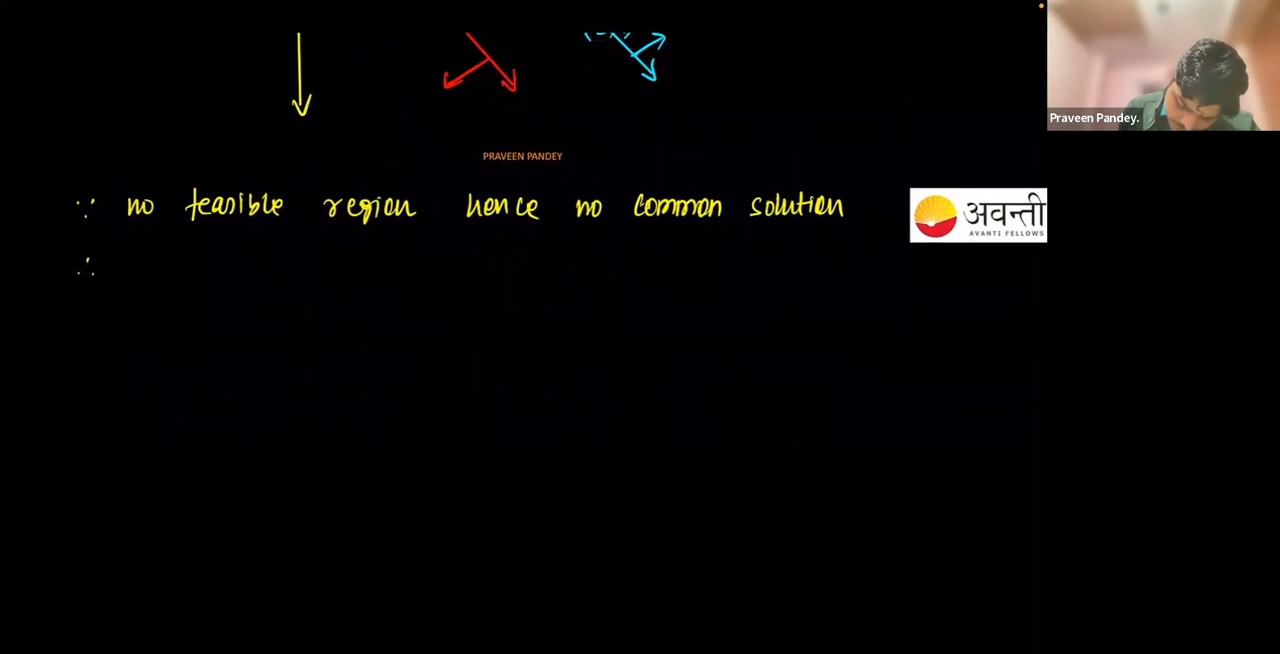 Praveen Pandey.
PRAVEEN PANDEY
∵ no feasible region hence no common solution
अवन्ती
AVANTI FELLOWS
∴